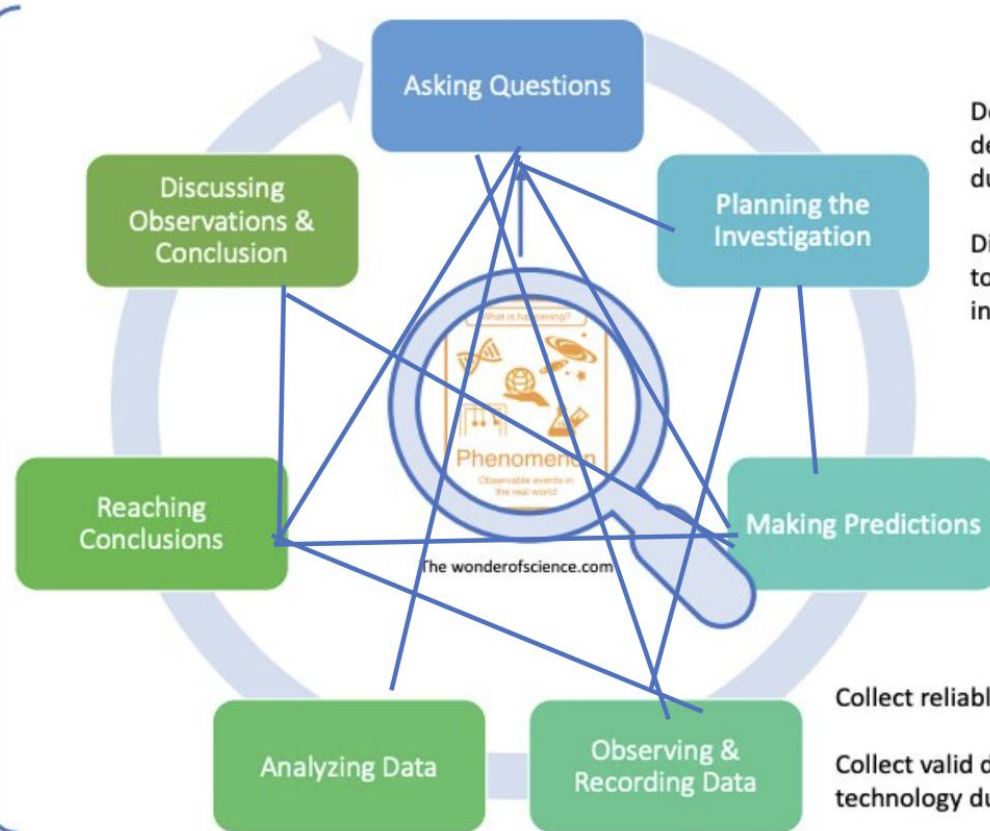 Asking Questions
Discussing
Observations &
Conclusion
Planning the
Investigation
What is happening?
Phenomenon
Observable events in
the real world
Reaching
Conclusions
Making Predictions
The wonderofscience.com
Analyzing Data
Observing &
Recording Data
Collect reliabl
Collect valid d
technology du